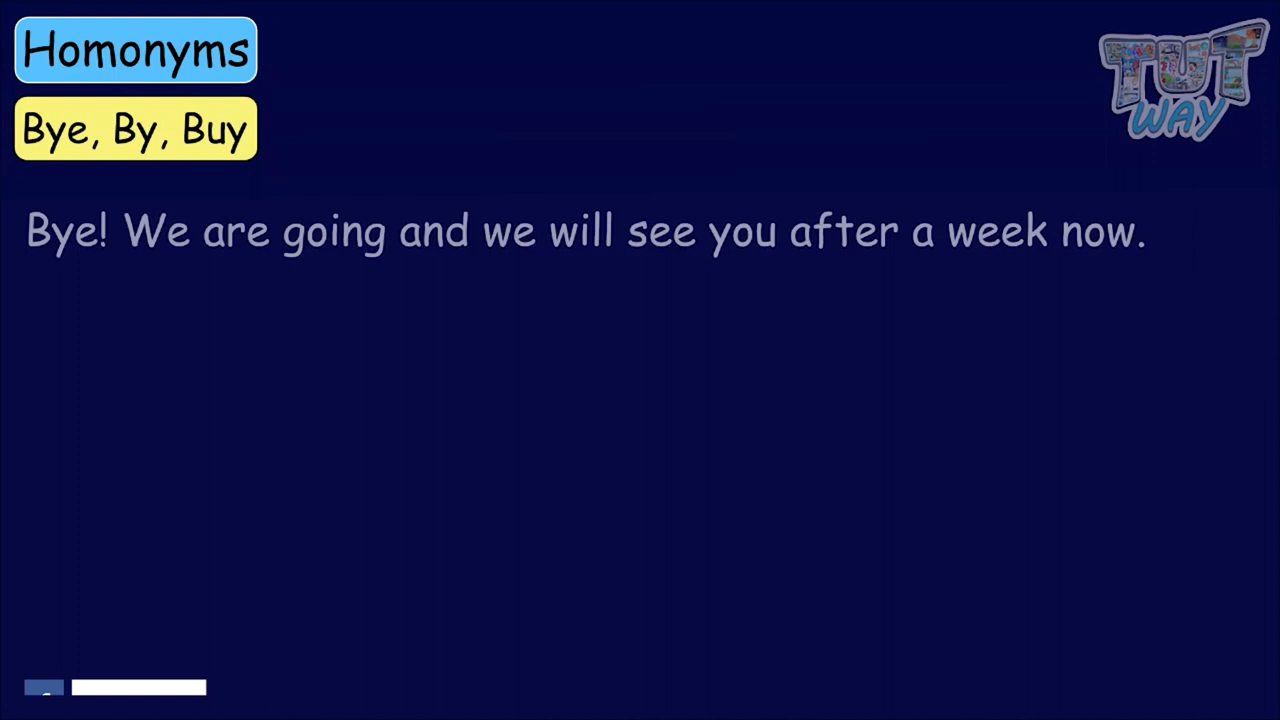 Homonyms
TUT
WAY
Bye, By, Buy
Bye! We are going and we will see you after a week now.